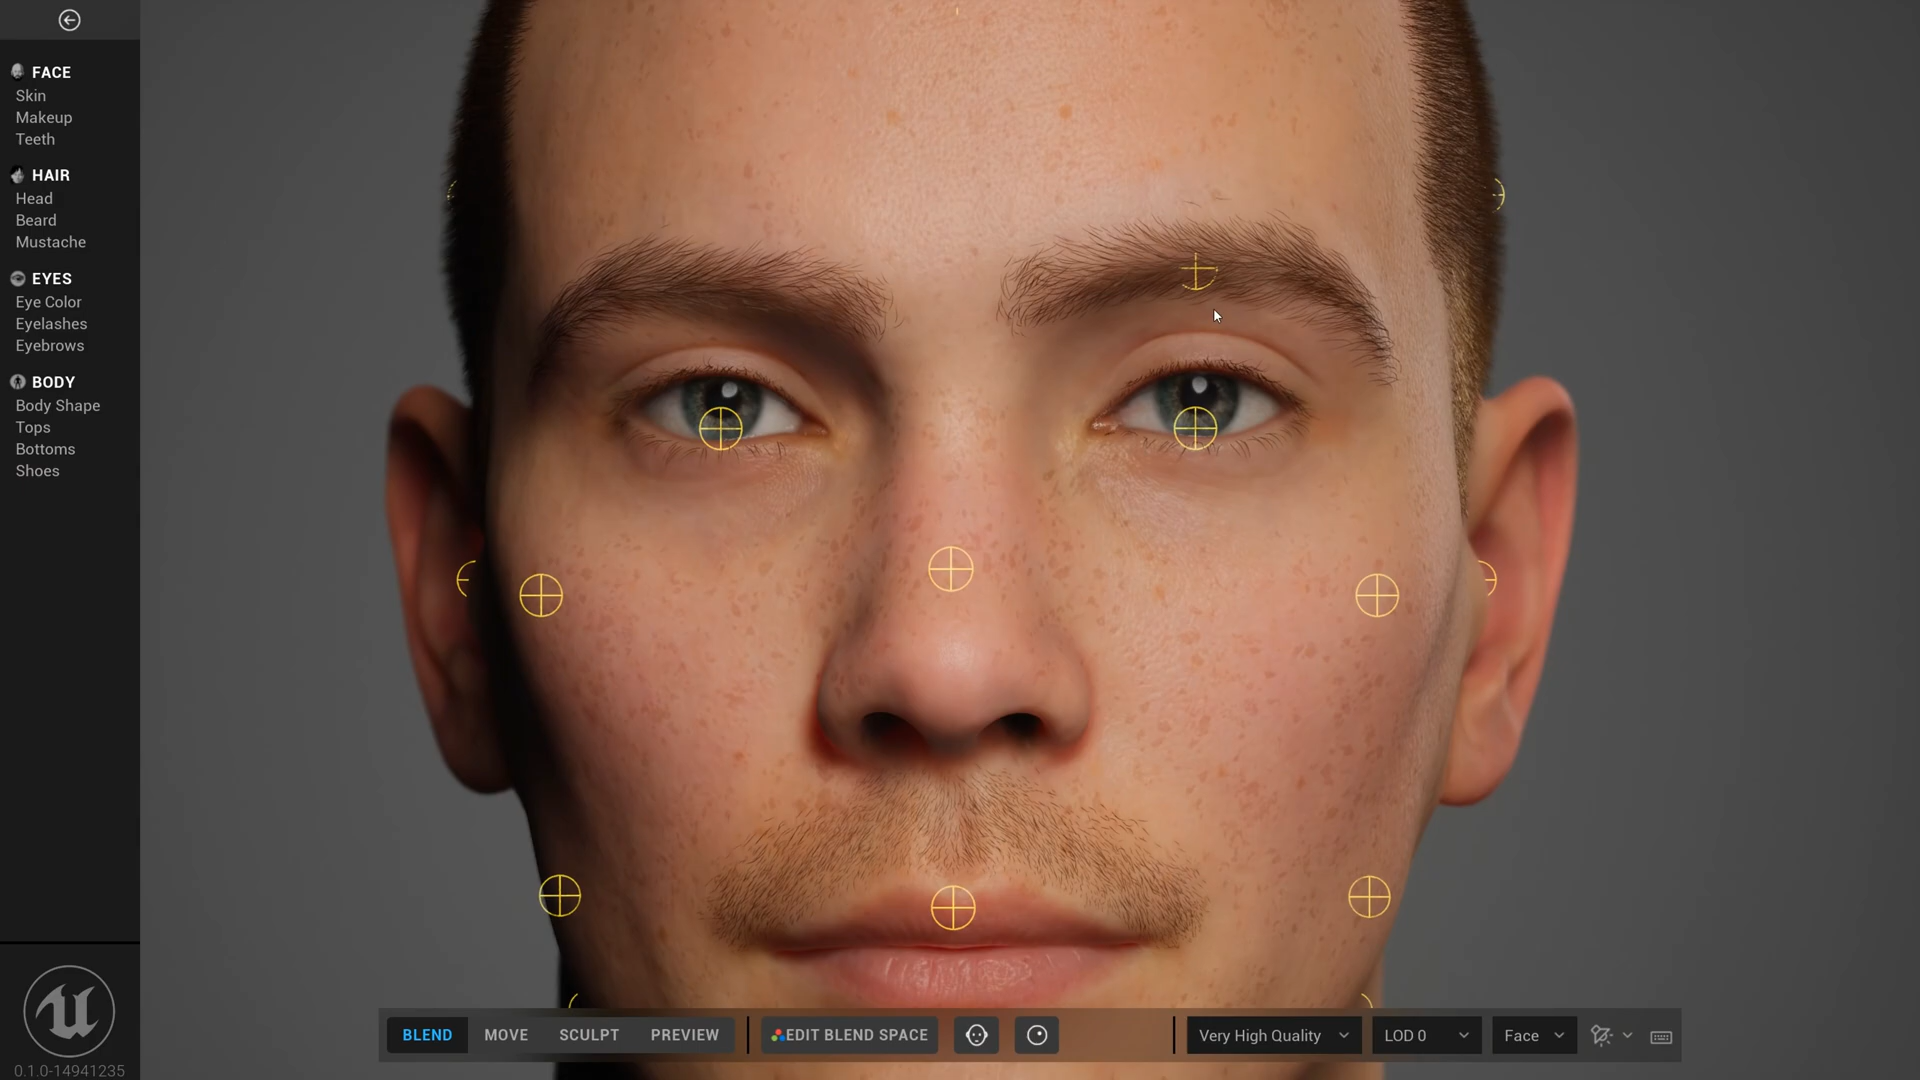 FACE
Skin
Makeup
Teeth
HAIR
Head
Beard
Mustache
EYES
Eye Color
Eyelashes
Eyebrows
BODY
Body Shape
Tops
Bottoms
Shoes
0.1.0-14941235
BLEND MOVE SCULPT PREVIEW EDIT BLEND SPACE Very High Quality LOD 0 Face